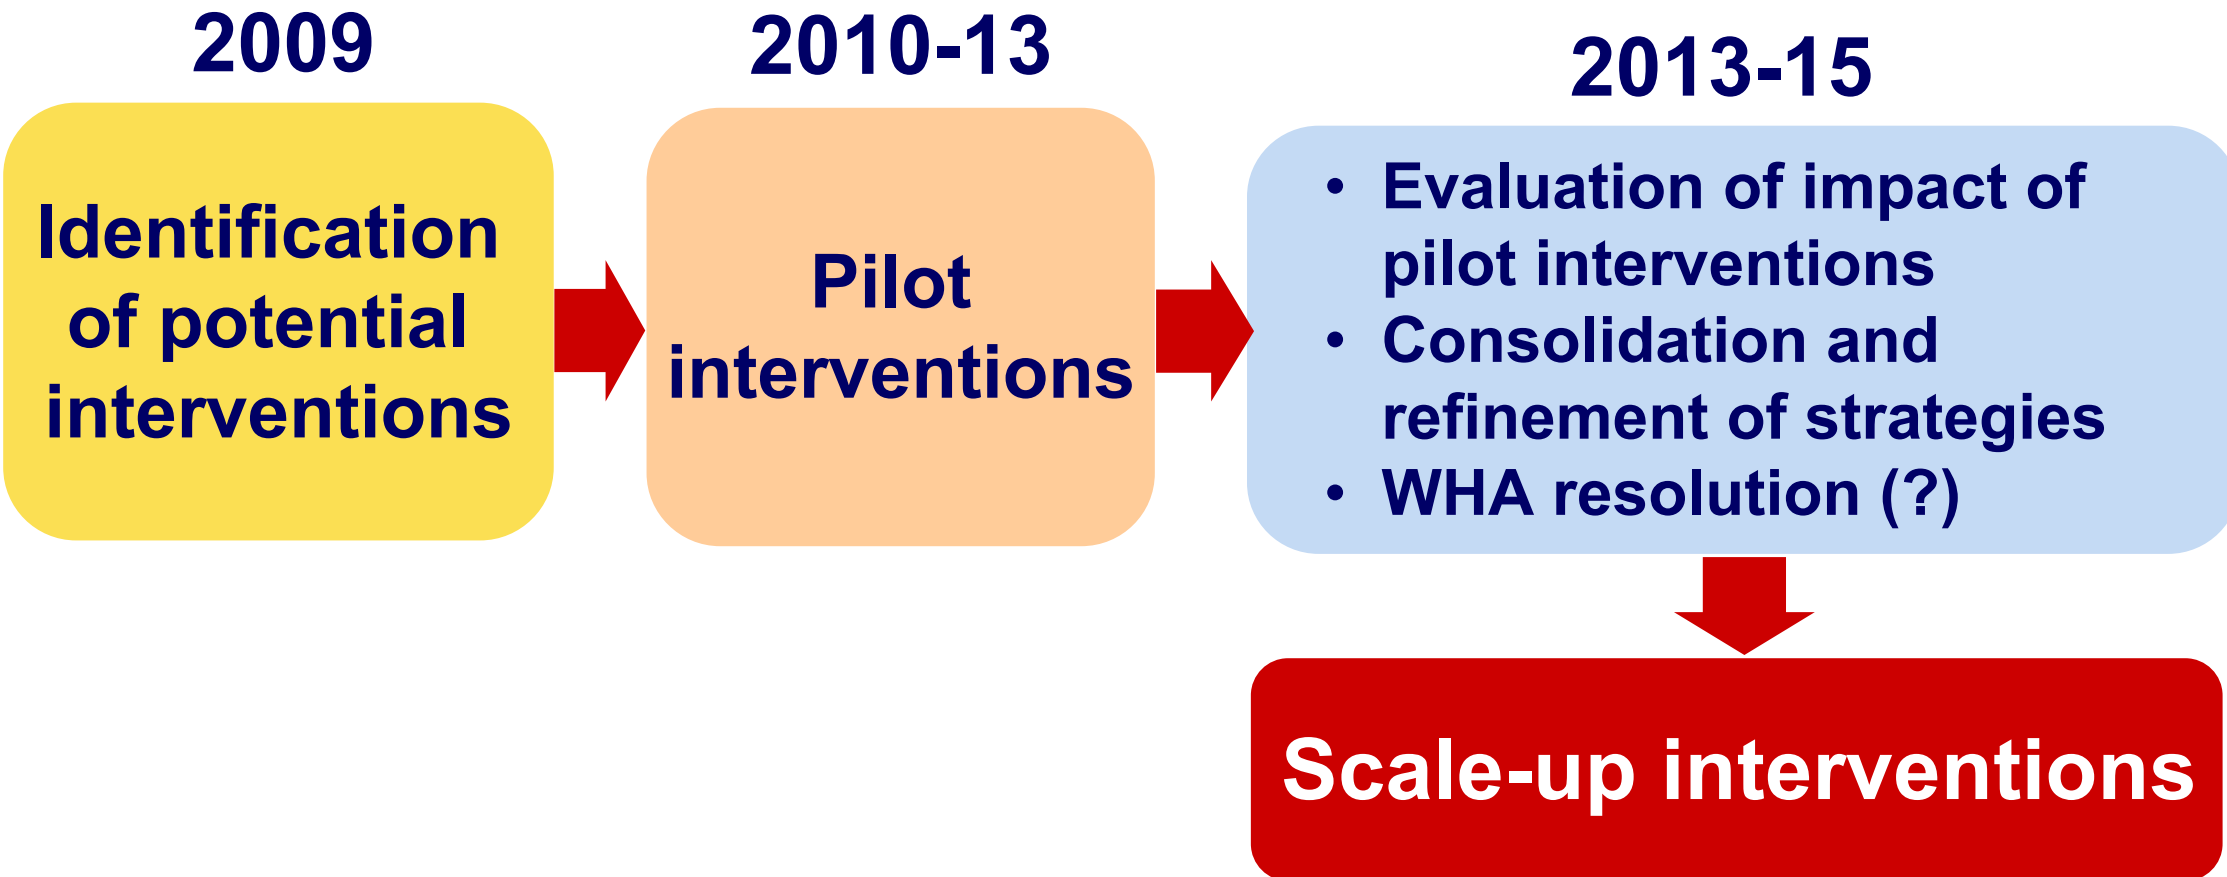 2009
Identification
of potential
interventions
2010-13
Pilot
interventions
2013-15
• Evaluation of impact of
pilot interventions
• Consolidation and
refinement of strategies
• WHA resolution (?)
Scale-up interventions